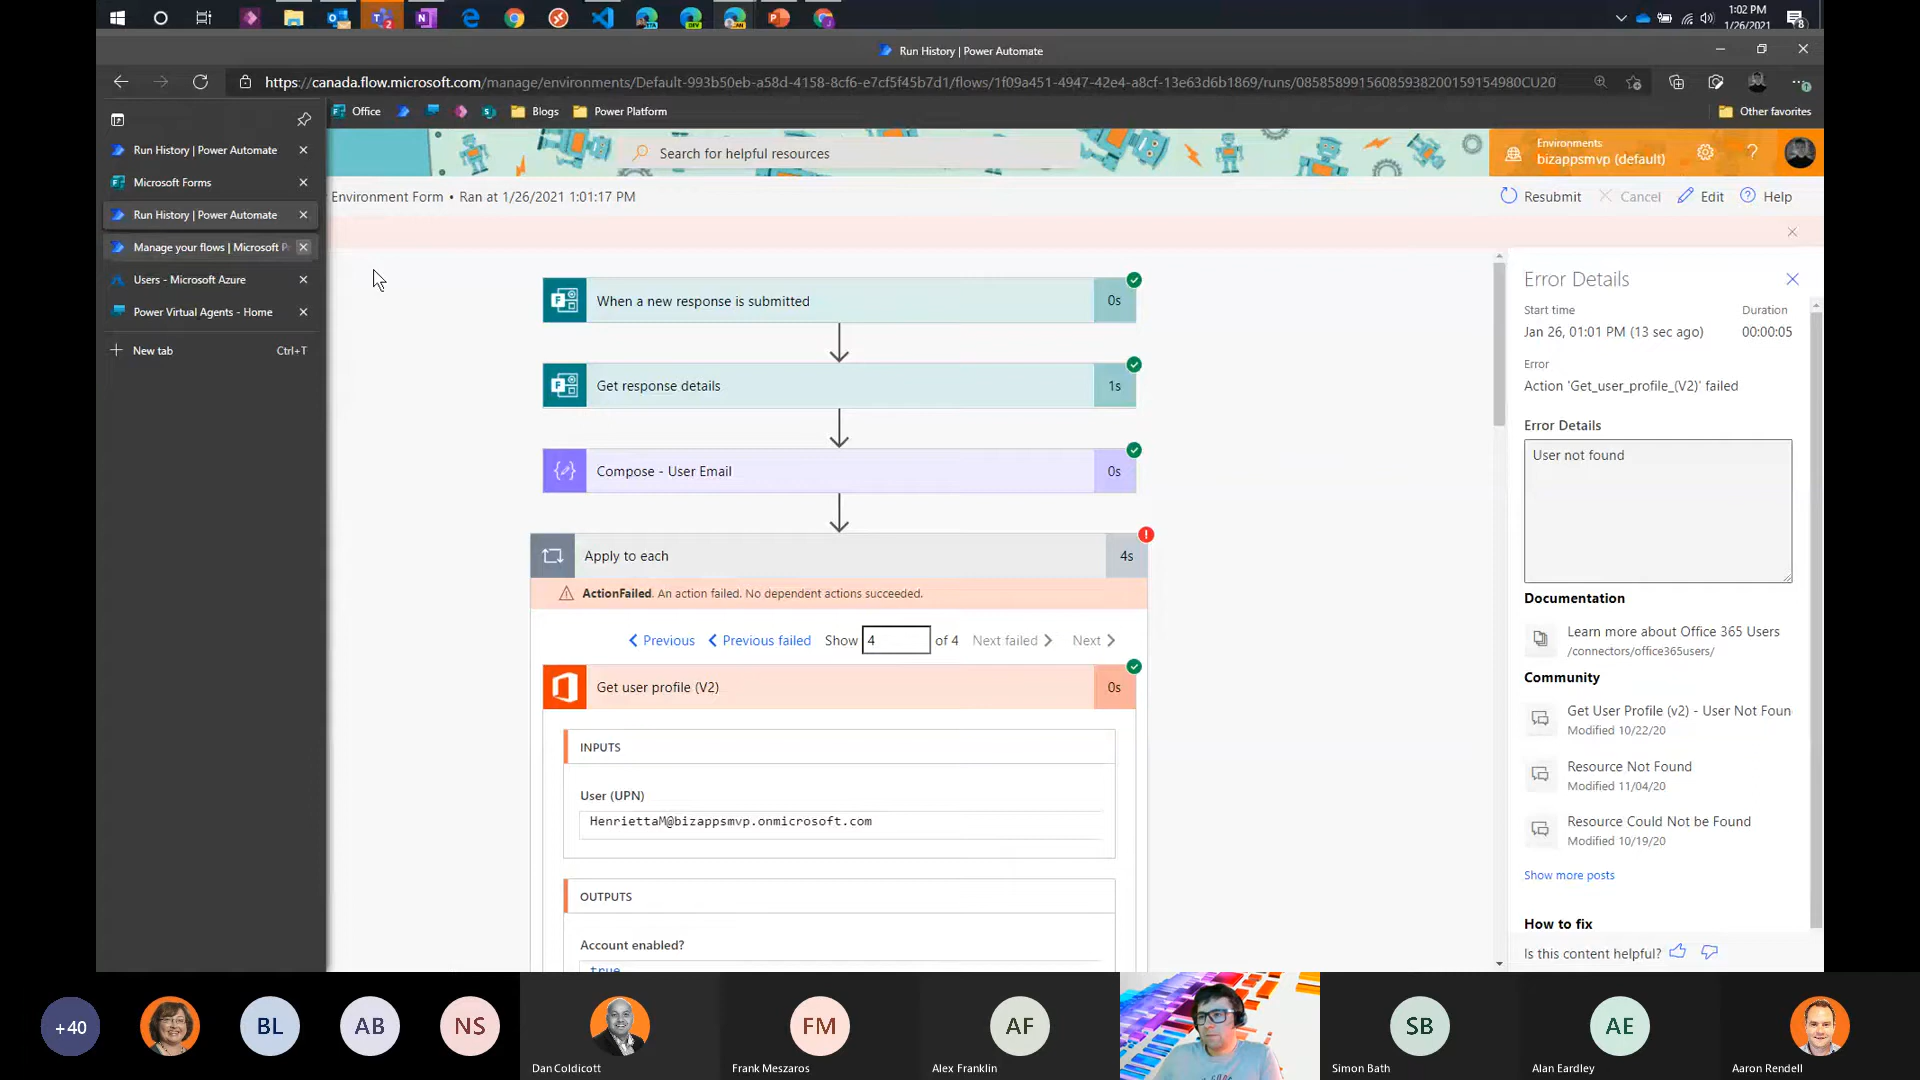 1:02 PM
1/26/2021
8
Run History | Power Automate
https://canada.flow.microsoft.com/manage/environments/Default-993b50eb-a58d-4158-8cf6-e7cf5f45b7d1/flows/1f09a451-4947-42e4-a8cf-13e63d6b1869/runs/08585899156085938200159154980CU20
Office
Blogs
Power Platform
Other favorites
Run History | Power Automate
Microsoft Forms
Run History | Power Automate
Manage your flows | Microsoft P
Users - Microsoft Azure
Power Virtual Agents - Home
New tab
Ctrl+T
Search for helpful resources
Environments
bizappsmvp (default)
Environment Form • Ran at 1/26/2021 1:01:17 PM
Resubmit
Cancel
Edit
Help
When a new response is submitted
0s
Get response details
1s
Compose - User Email
0s
Apply to each
4s
ActionFailed. An action failed. No dependent actions succeeded.
Previous
Previous failed
Show
4
of 4
Next failed
Next
Get user profile (V2)
0s
INPUTS
User (UPN)
HenriettaM@bizappsmvp.onmicrosoft.com
OUTPUTS
Account enabled?
true
Error Details
Start time
Duration
Jan 26, 01:01 PM (13 sec ago)
00:00:05
Error
Action 'Get_user_profile_(V2)' failed
Error Details
User not found
Documentation
Learn more about Office 365 Users
/connectors/office365users/
Community
Get User Profile (v2) - User Not Foun
Modified 10/22/20
Resource Not Found
Modified 11/04/20
Resource Could Not be Found
Modified 10/19/20
Show more posts
How to fix
Is this content helpful?
+40
BL
AB
NS
Dan Coldicott
FM
Frank Meszaros
AF
Alex Franklin
SB
Simon Bath
AE
Alan Eardley
Aaron Rendell